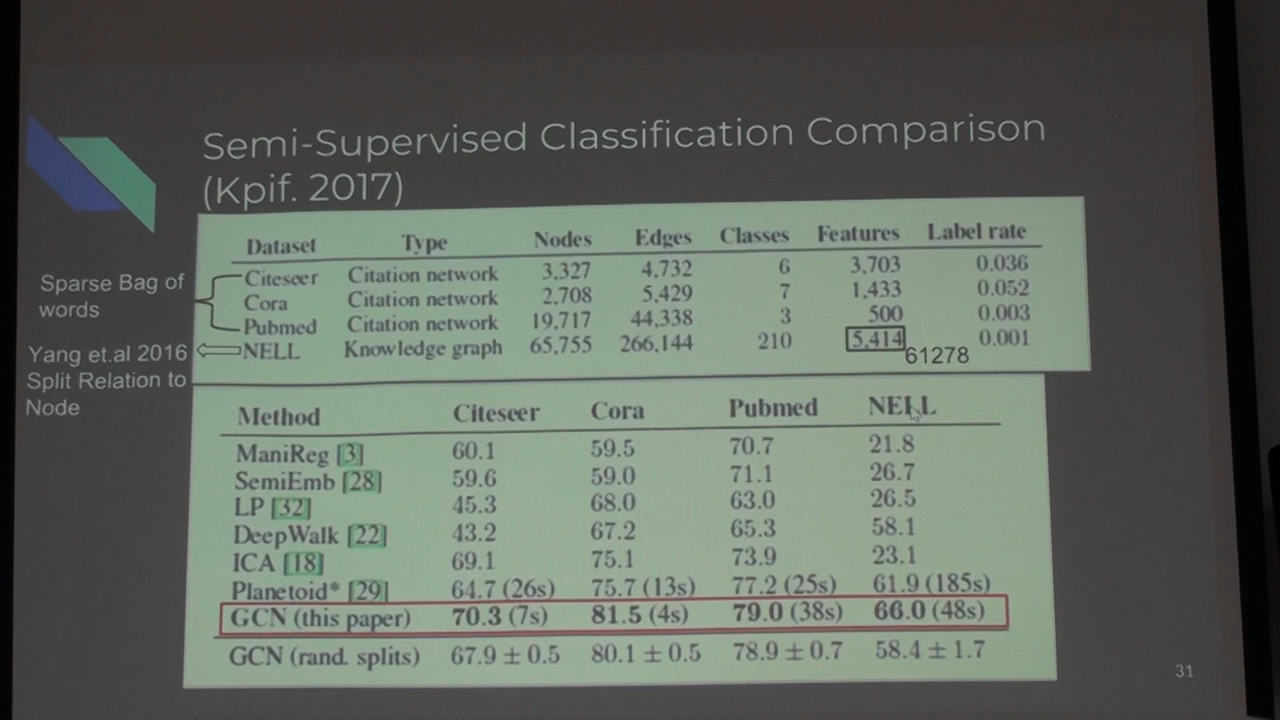 Semi-Supervised Classification Comparison
(Kpif. 2017)
Dataset Type Nodes Edges Classes Features Label rate
Citeseer Citation network 3,327 4,732 6 3,703 0.036
Cora Citation network 2,708 5,429 7 1,433 0.052
Pubmed Citation network 19,717 44,338 3 500 0.003
NELL Knowledge graph 65,755 266,144 210 5,414 0.001
61278
Sparse Bag of
words
Yang et.al 2016
Split Relation to
Node
Method Citeseer Cora Pubmed NELL
ManiReg [3] 60.1 59.5 70.7 21.8
SemiEmb [28] 59.6 59.0 71.1 26.7
LP [32] 45.3 68.0 63.0 26.5
DeepWalk [22] 43.2 67.2 65.3 58.1
ICA [18] 69.1 75.1 73.9 23.1
Planetoid* [29] 64.7 (26s) 75.7 (13s) 77.2 (25s) 61.9 (185s)
GCN (this paper) 70.3 (7s) 81.5 (4s) 79.0 (38s) 66.0 (48s)
GCN (rand. splits) 67.9 ± 0.5 80.1 ± 0.5 78.9 ± 0.7 58.4 ± 1.7
31